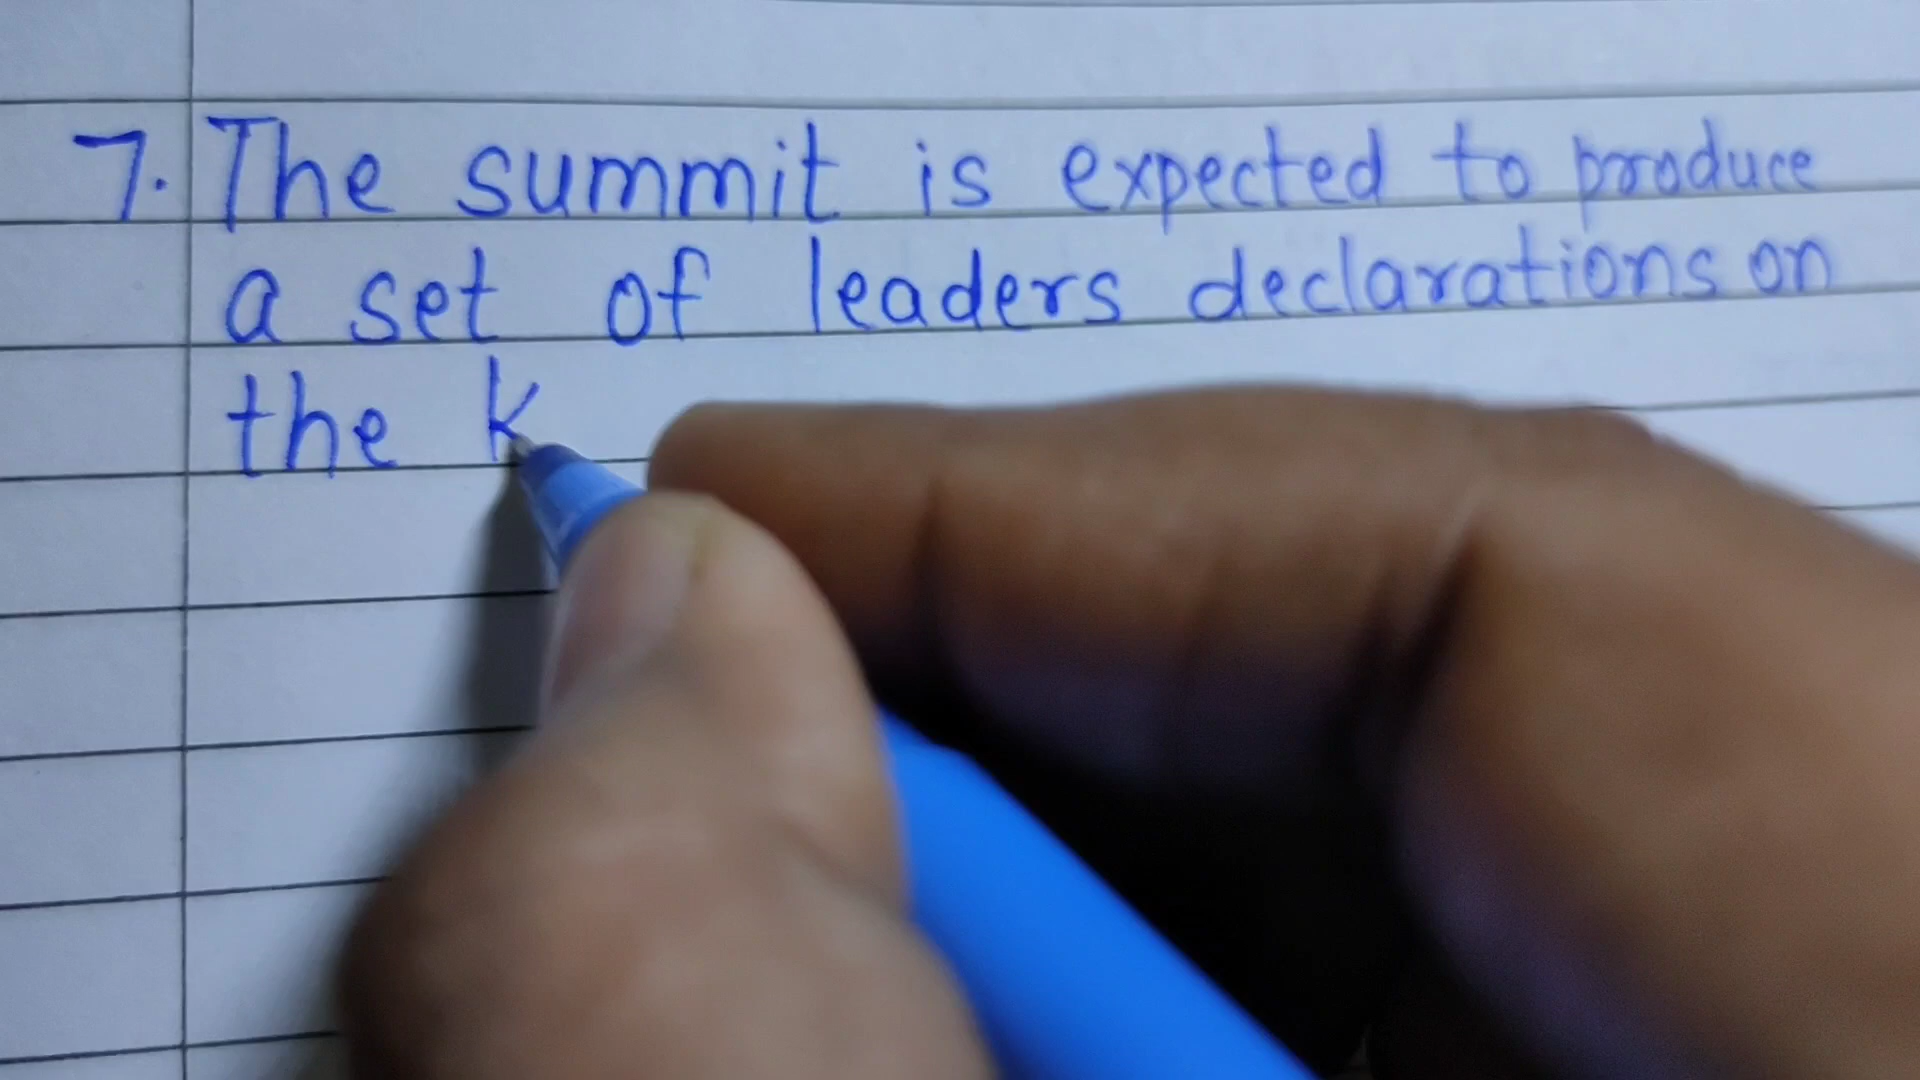 7. The summit is expected to produce
a set of leaders declarations on
the k